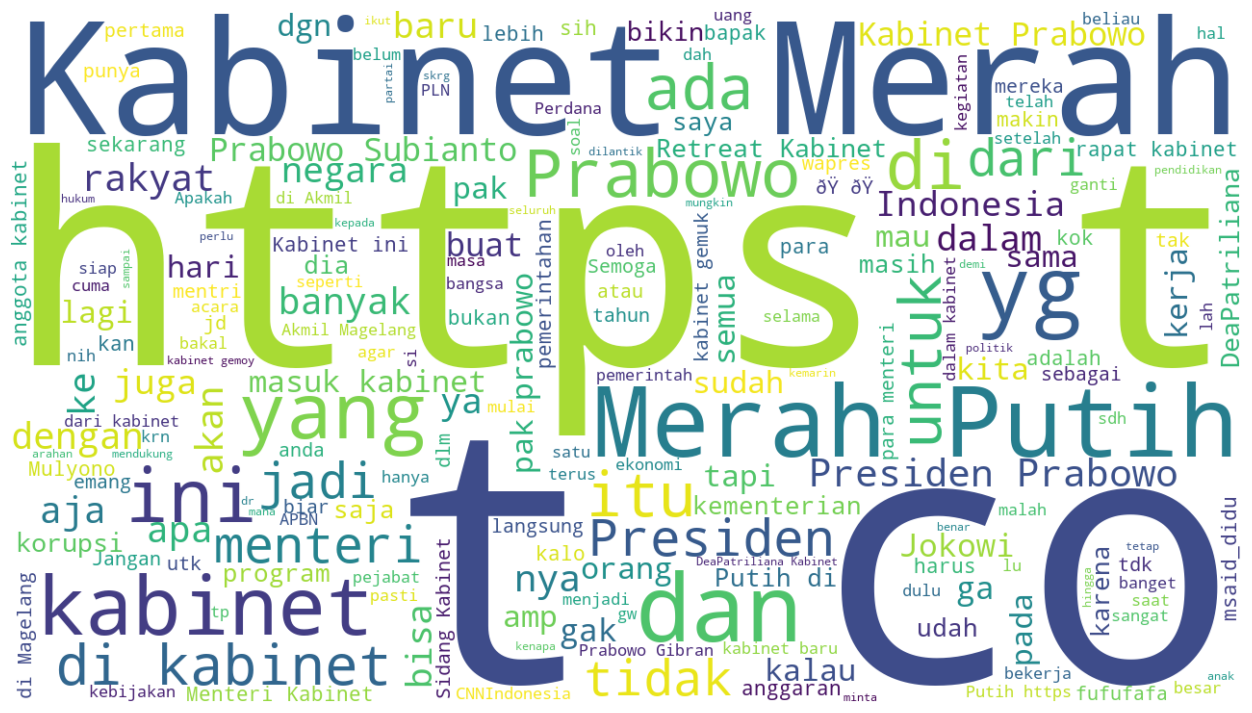 Kabinet Merah
https t
t co
Merah Putih
kabinet
Prabowo
yang
dan
di
yg
ini
itu
di kabinet
tidak
untuk
Presiden
menteri
jadi
ada
dari
pertama
punya
dgn
ikut
baru
belum
lebih
sih
partai
skrg
PLN
uang
bikin
dah
bapak
Perdana
saya
Kabinet Prabowo
beliau
hal
kegiatan
mereka
telah
makin
setelah
sekarang
Prabowo Subianto
soal
dilantik
Retreat Kabinet
wapres
rapat kabinet
pendidikan
anggota kabinet
rakyat
hukum
Apakah
negara
di Akmil
kepada
pak
seluruh
mungkin
ðŸ ðŸ
Indonesia
ganti
DeaPatriliana
perlu
Kabinet ini
buat
masa
oleh
Semoga
atau
tahun
para
mau
dalam
kok
tak
sama
masih
siap
cuma
sampai
hari
mentri
acara
jd
bakal
dia
seperti
banyak
bangsa
bukan
pemerintahan
kabinet gemuk
semua
selama
demi
kerja
lah
lagi
kan
nih
kabinet gemoy
Akmil Magelang
agar
si
dalam kabinet
politik
adalah
sebagai
kita
ke
juga
masuk kabinet
ya
mulai
pak prabowo
pemerintah
sudah
kemarin
para menteri
sdh
dari kabinet
dengan
krn
arahan
mendukung
akan
anda
dlm
satu
terus
ekonomi
tapi
Presiden Prabowo
Mulyono
emang
dr
mana
biar
APBN
hanya
saja
langsung
kementerian
malah
aja
apa
korupsi
Jangan
utk
program
pejabat
pasti
tp
kalo
nya
orang
DeaPatriliana Kabinet
Putih di
benar
Jokowi
harus
lu
dulu
ga
udah
karena
tetap
tdk
banget
saat
sangat
hingga
msaid_didu
di Magelang
kebijakan
Menteri Kabinet
bisa
Sidang Kabinet
amp
menjadi
gak
gw
kenapa
Prabowo Gibran
kabinet baru
CNNIndonesia
anggaran
kalau
minta
pada
bekerja
Putih https
fufufafa
besar
anak